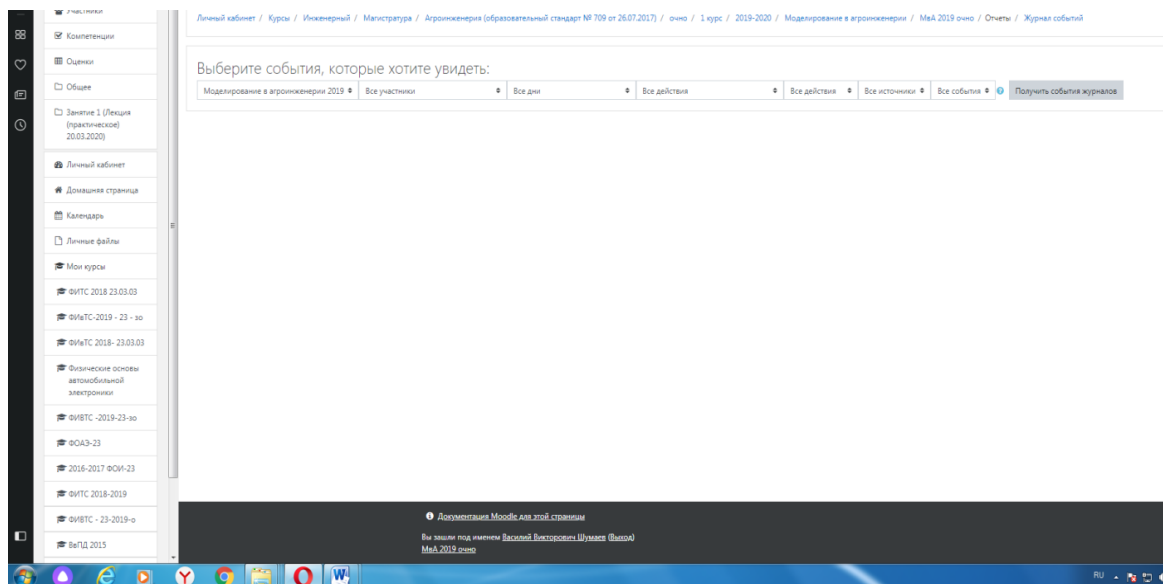 Участники
Компетенции
Оценки
Общее
Занятие 1 (Лекция
(практическое)
20.03.2020)
Личный кабинет
Домашняя страница
Календарь
Личные файлы
Мои курсы
ФИТС 2018 23.03.03
ФИвТС-2019 - 23 - зо
ФИвТС 2018- 23.03.03
Физические основы
автомобильной
электроники
ФИВТС -2019-23-зо
ФОАЭ-23
2016-2017 ФОИ-23
ФИТС 2018-2019
ФИВТС - 23-2019-о
ВвПД 2015
Личный кабинет / Курсы / Инженерный / Магистратура / Агроинженерия (образовательный стандарт № 709 от 26.07.2017) / очно / 1 курс / 2019-2020 / Моделирование в агроинженерии / МвА 2019 очно / Отчеты / Журнал событий
Выберите события, которые хотите увидеть:
Моделирование в агроинженерии 2019 Все участники Все дни Все действия Все действия Все источники Все события Получить события журналов
Документация Moodle для этой страницы
Вы зашли под именем Василий Викторович Шумаев (Выход)
МвА 2019 очно
RU